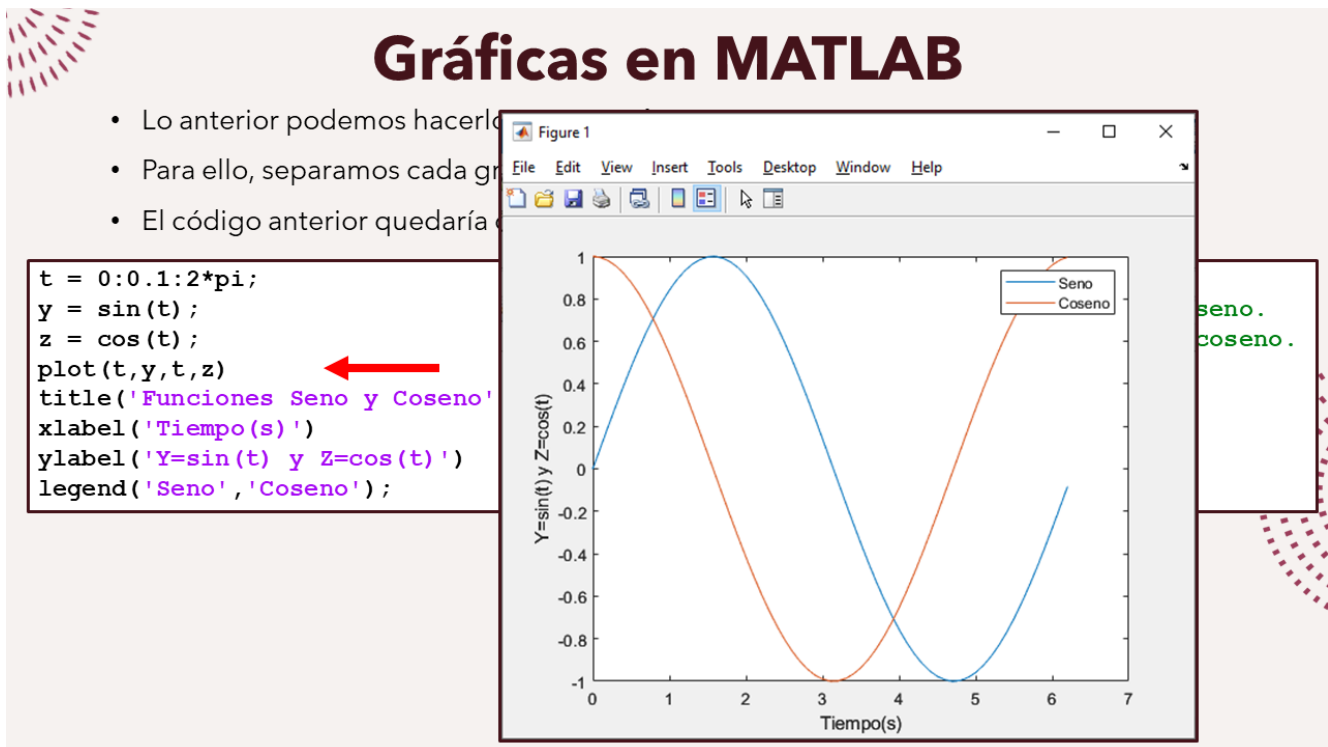 Gráficas en MATLAB
• Lo anterior podemos hacerlo
• Para ello, separamos cada
• El código anterior quedaría
t = 0:0.1:2*pi;
y = sin(t);
z = cos(t);
plot(t,y,t,z)
title('Funciones Seno y Coseno'
xlabel('Tiempo(s)')
ylabel('Y=sin(t) y Z=cos(t)')
legend('Seno','Coseno');
seno.
coseno.
Figure 1
File Edit View Insert Tools Desktop Window Help
1
0.8
0.6
0.4
0.2
0
-0.2
-0.4
-0.6
-0.8
-1
Y=sin(t) y Z=cos(t)
Seno
Coseno
0 1 2 3 4 5 6 7
Tiempo(s)